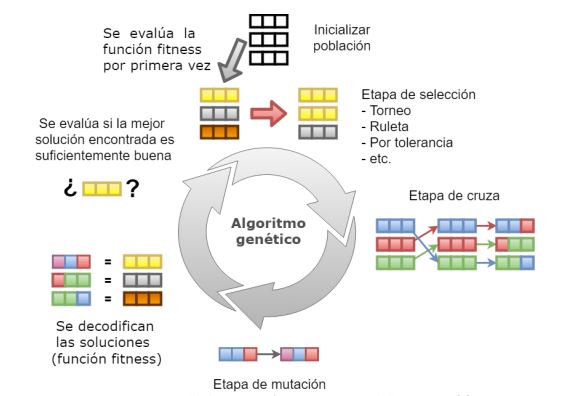 Se evalúa la
función fitness
por primera vez
Inicializar
población
Etapa de selección
- Torneo
- Ruleta
- Por tolerancia
- etc.
Se evalúa si la mejor
solución encontrada es
suficientemente buena
¿ ?
Etapa de cruza
Algoritmo
genético
=
=
=
Se decodifican
las soluciones
(función fitness)
Etapa de mutación